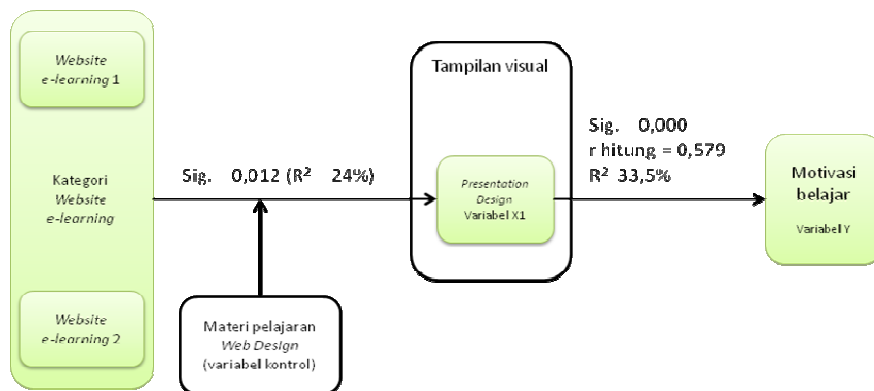 Website
e-learning 1
Kategori
Website
e-learning
Website
e-learning 2
Sig. 0,012 (R² 24%)
Materi pelajaran
Web Design
(variabel kontrol)
Tampilan visual
Presentation
Design
Variabel X1
Sig. 0,000
r hitung = 0,579
R² 33,5%
Motivasi
belajar
Variabel Y